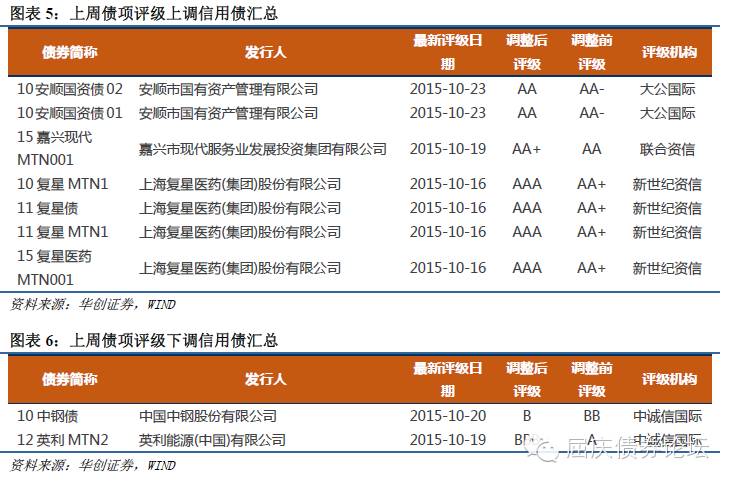 图表 5：上周债项评级上调信用债汇总
债券简称 发行人 最新评级日期 调整后评级 调整前评级 评级机构
10 安顺国资债 02 安顺市国有资产管理有限公司 2015-10-23 AA AA- 大公国际
10 安顺国资债 01 安顺市国有资产管理有限公司 2015-10-23 AA AA- 大公国际
15 嘉兴现代 MTN001 嘉兴市现代服务业发展投资集团有限公司 2015-10-19 AA+ AA 联合资信
10 复星 MTN1 上海复星医药(集团)股份有限公司 2015-10-16 AAA AA+ 新世纪资信
11 复星债 上海复星医药(集团)股份有限公司 2015-10-16 AAA AA+ 新世纪资信
11 复星 MTN1 上海复星医药(集团)股份有限公司 2015-10-16 AAA AA+ 新世纪资信
15 复星医药 MTN001 上海复星医药(集团)股份有限公司 2015-10-16 AAA AA+ 新世纪资信
资料来源：华创证券，WIND
图表 6：上周债项评级下调信用债汇总
债券简称 发行人 最新评级日期 调整后评级 调整前评级 评级机构
10 中钢债 中国中钢股份有限公司 2015-10-20 B BB 中诚信国际
12 英利 MTN2 英利能源(中国)有限公司 2015-10-19 A 中诚信国际
资料来源：华创证券，WIND
屈庆债券论坛